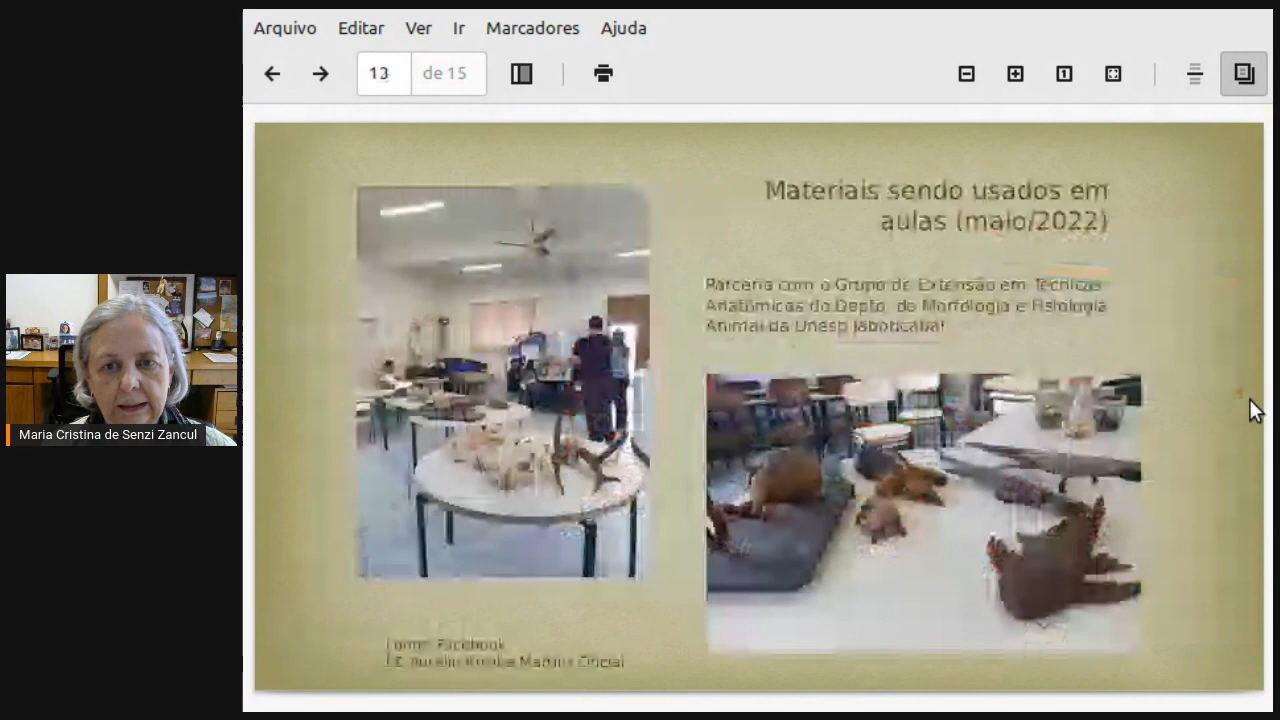 Arquivo Editar Ver Ir Marcadores Ajuda
13 de 15
Materiais sendo usados em
aulas (maio/2022)
Parceria com o Grupo de Extensão em Técnicas
Anatômicas do Depto. de Morfologia e Fisiologia
Animal da Unesp Jaboticabal
Maria Cristina de Senzi Zancul
Fonte: Facebook
Martins Oficial